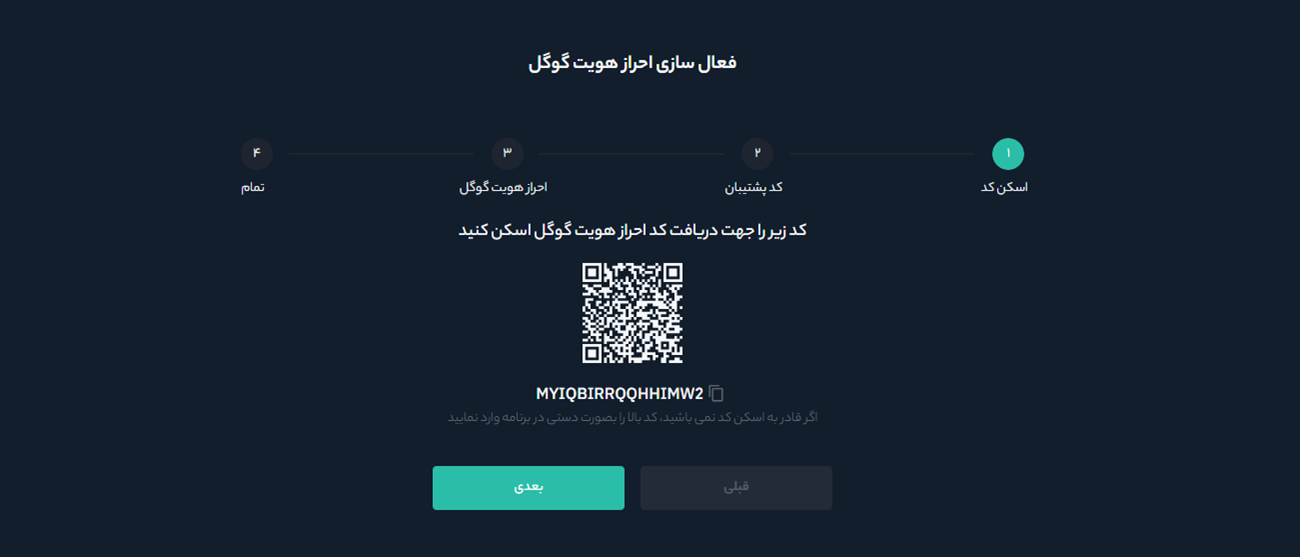 فعال سازی احراز هویت گوگل
۱
۲
۳
۴
اسکن کد
کد پشتیبان
احراز هویت گوگل
تمام
کد زیر را جهت دریافت کد احراز هویت گوگل اسکن کنید
MYIQBIRRQQHHIMW2
اگر قادر به اسکن کد نمی باشید، کد بالا را بصورت دستی در برنامه وارد نمایید
قبلی
بعدی